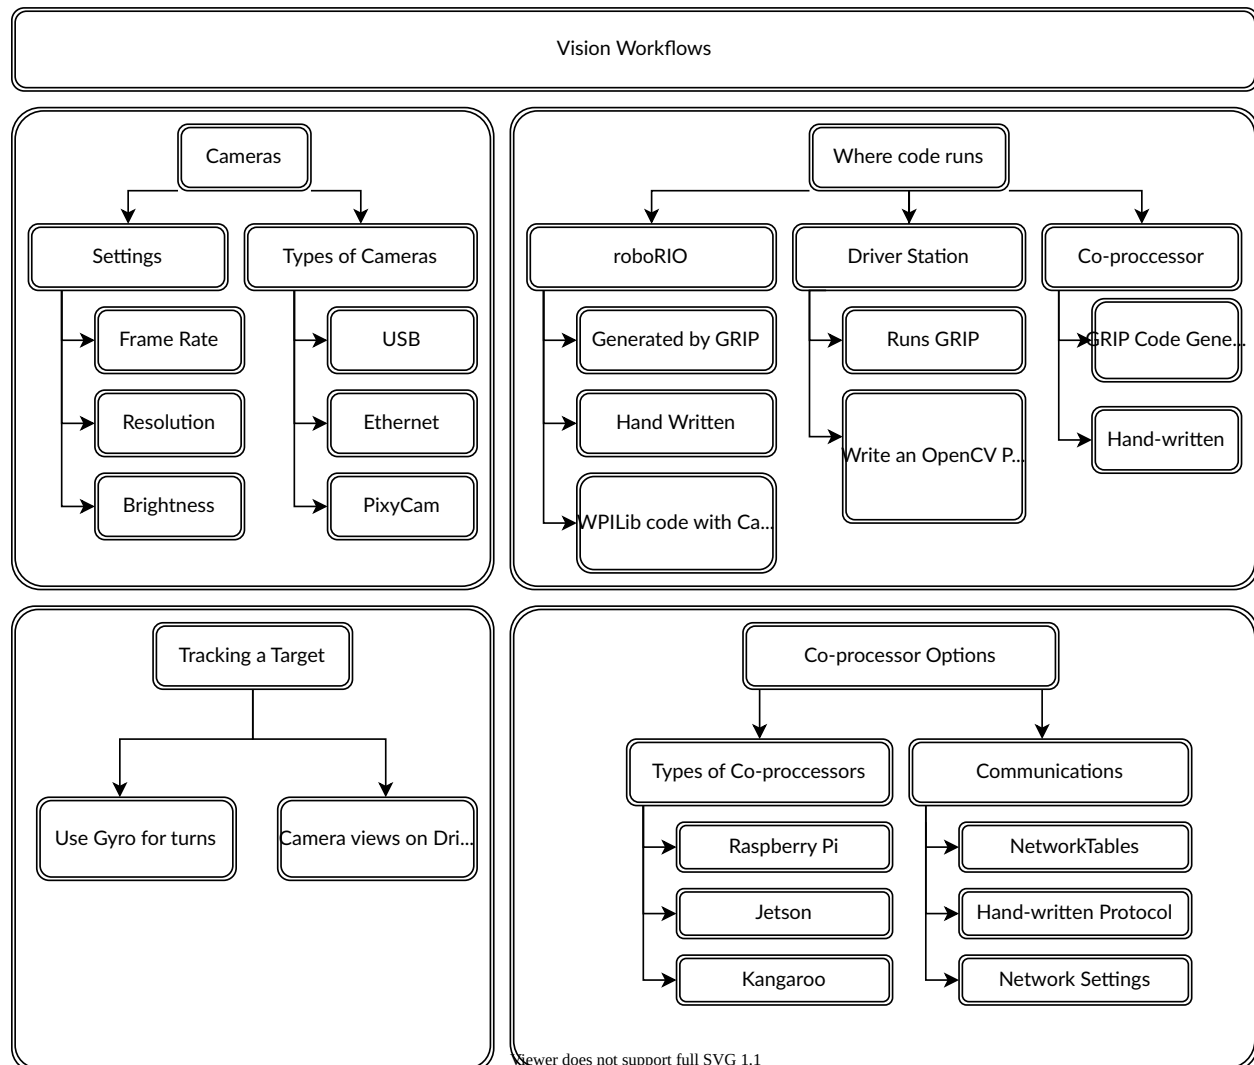 Vision Workflows
Cameras
Settings
Types of Cameras
Frame Rate
USB
Resolution
Ethernet
Brightness
PixyCam
Where code runs
roboRIO
Driver Station
Co-proccessor
Generated by GRIP
Runs GRIP
GRIP Code Gene...
Hand Written
Write an OpenCV P...
Hand-written
WPILib code with Ca...
Tracking a Target
Use Gyro for turns
Camera views on Dri...
Co-processor Options
Types of Co-proccessors
Communications
Raspberry Pi
NetworkTables
Jetson
Hand-written Protocol
Kangaroo
Network Settings
Viewer does not support full SVG 1.1